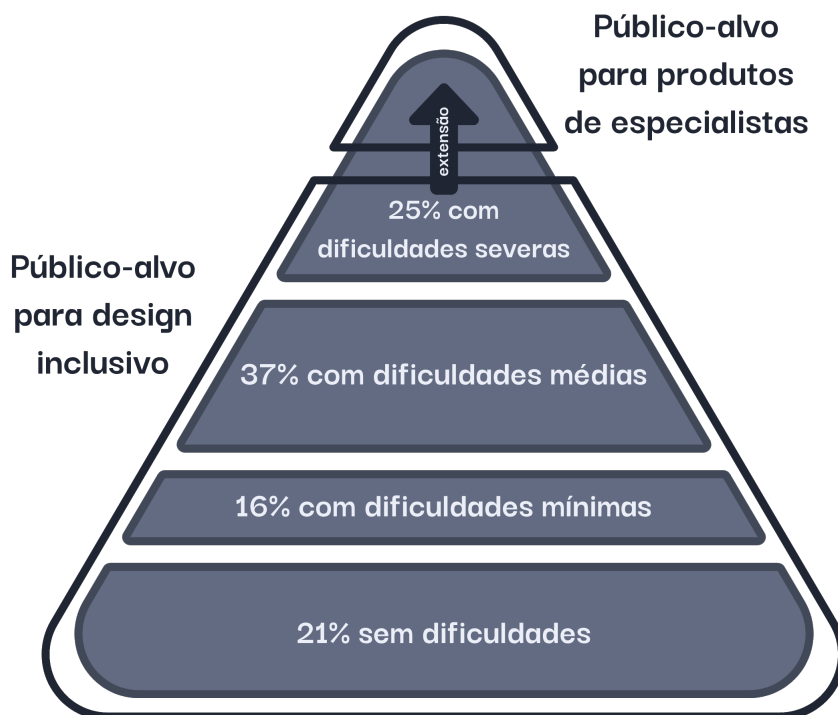 Público-alvo
para produtos
de especialistas
extensão
25% com
dificuldades severas
Público-alvo
para design
inclusivo
37% com dificuldades médias
16% com dificuldades mínimas
21% sem dificuldades